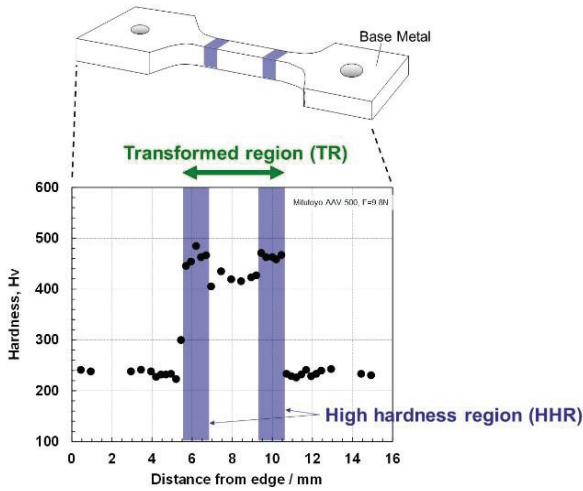 Base Metal
Transformed region (TR)
600
Mitutoyo AAV 500, F=9.8N
500
400
300
200
100
Hardness, Hv
High hardness region (HHR)
0 2 4 6 8 10 12 14 16
Distance from edge / mm